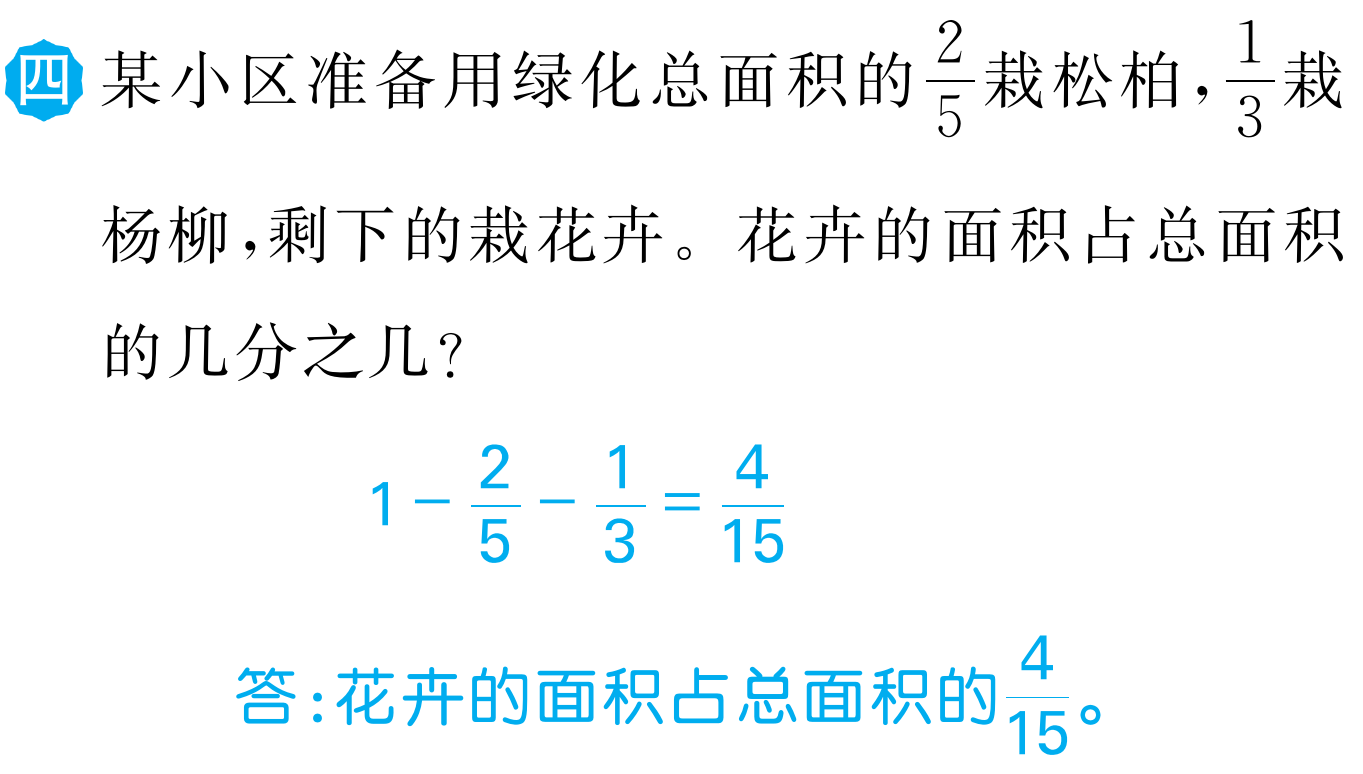 四 某小区准备用绿化总面积的2/5栽松柏,1/3栽
杨柳,剩下的栽花卉。花卉的面积占总面积
的几分之几?
1 - 2/5 - 1/3 = 4/15
答:花卉的面积占总面积的4/15。